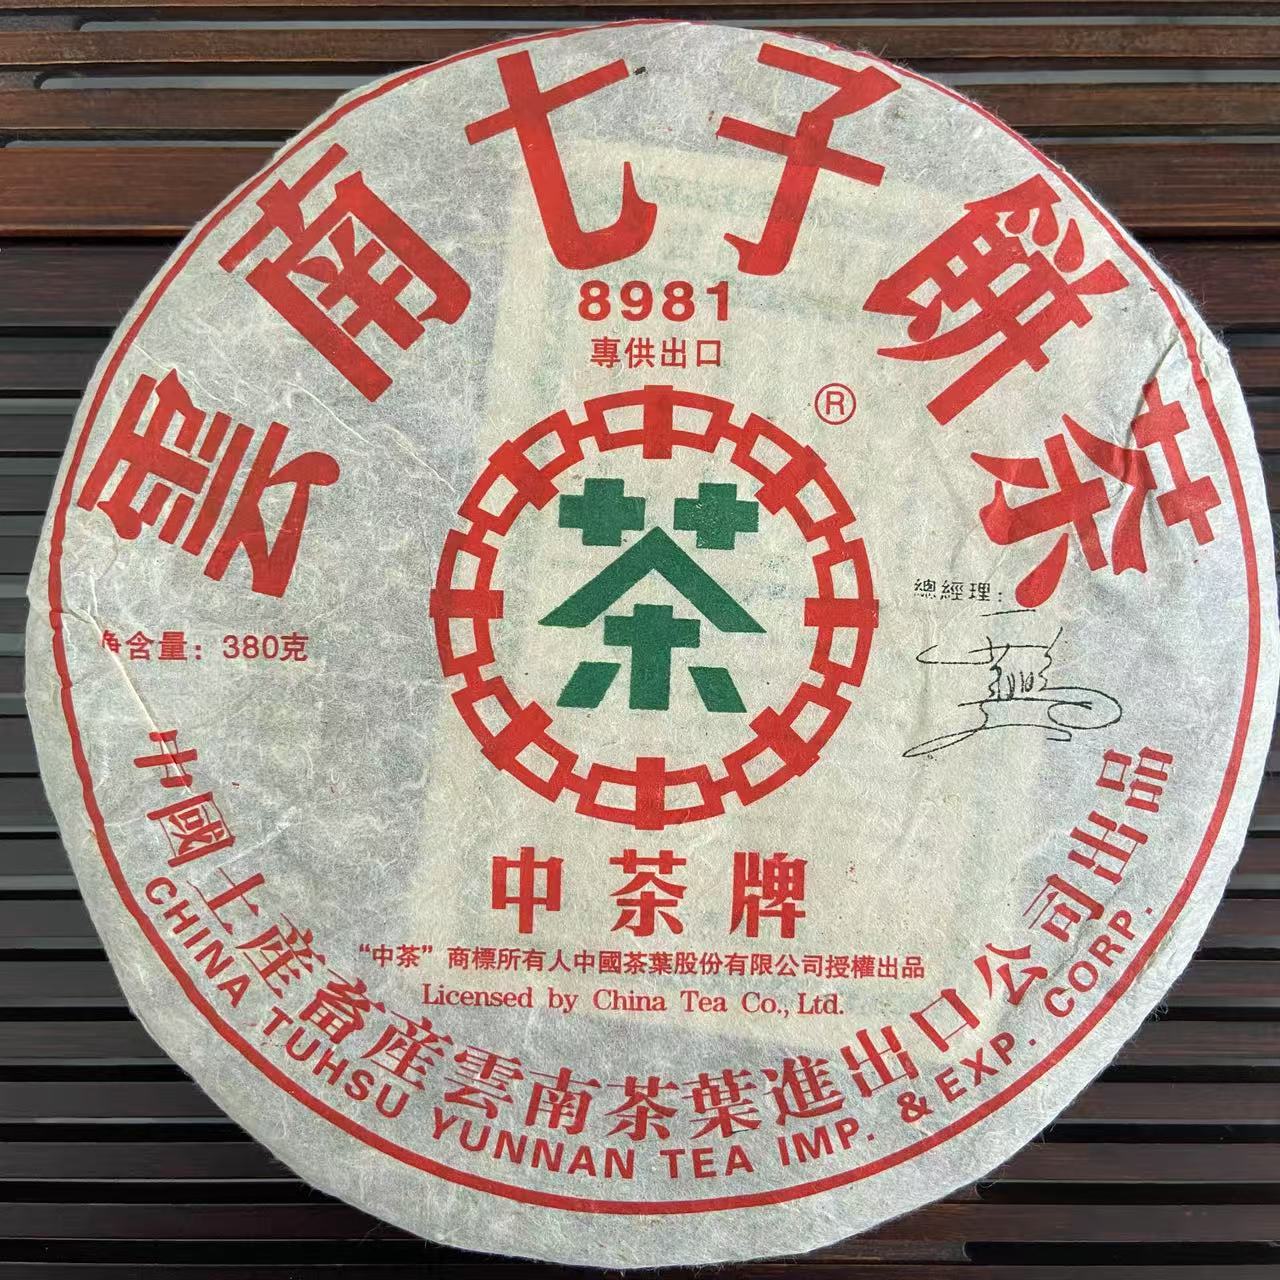 雲南七子餅茶
8981
專供出口
®
茶
總經理：
净含量：380克
中茶牌
“中茶”商標所有人中國茶葉股份有限公司授權出品
Licensed by China Tea Co., Ltd.
中國土産畜産雲南茶葉進出口公司出品
CHINA TUHSU YUNNAN TEA IMP. & EXP. CORP.